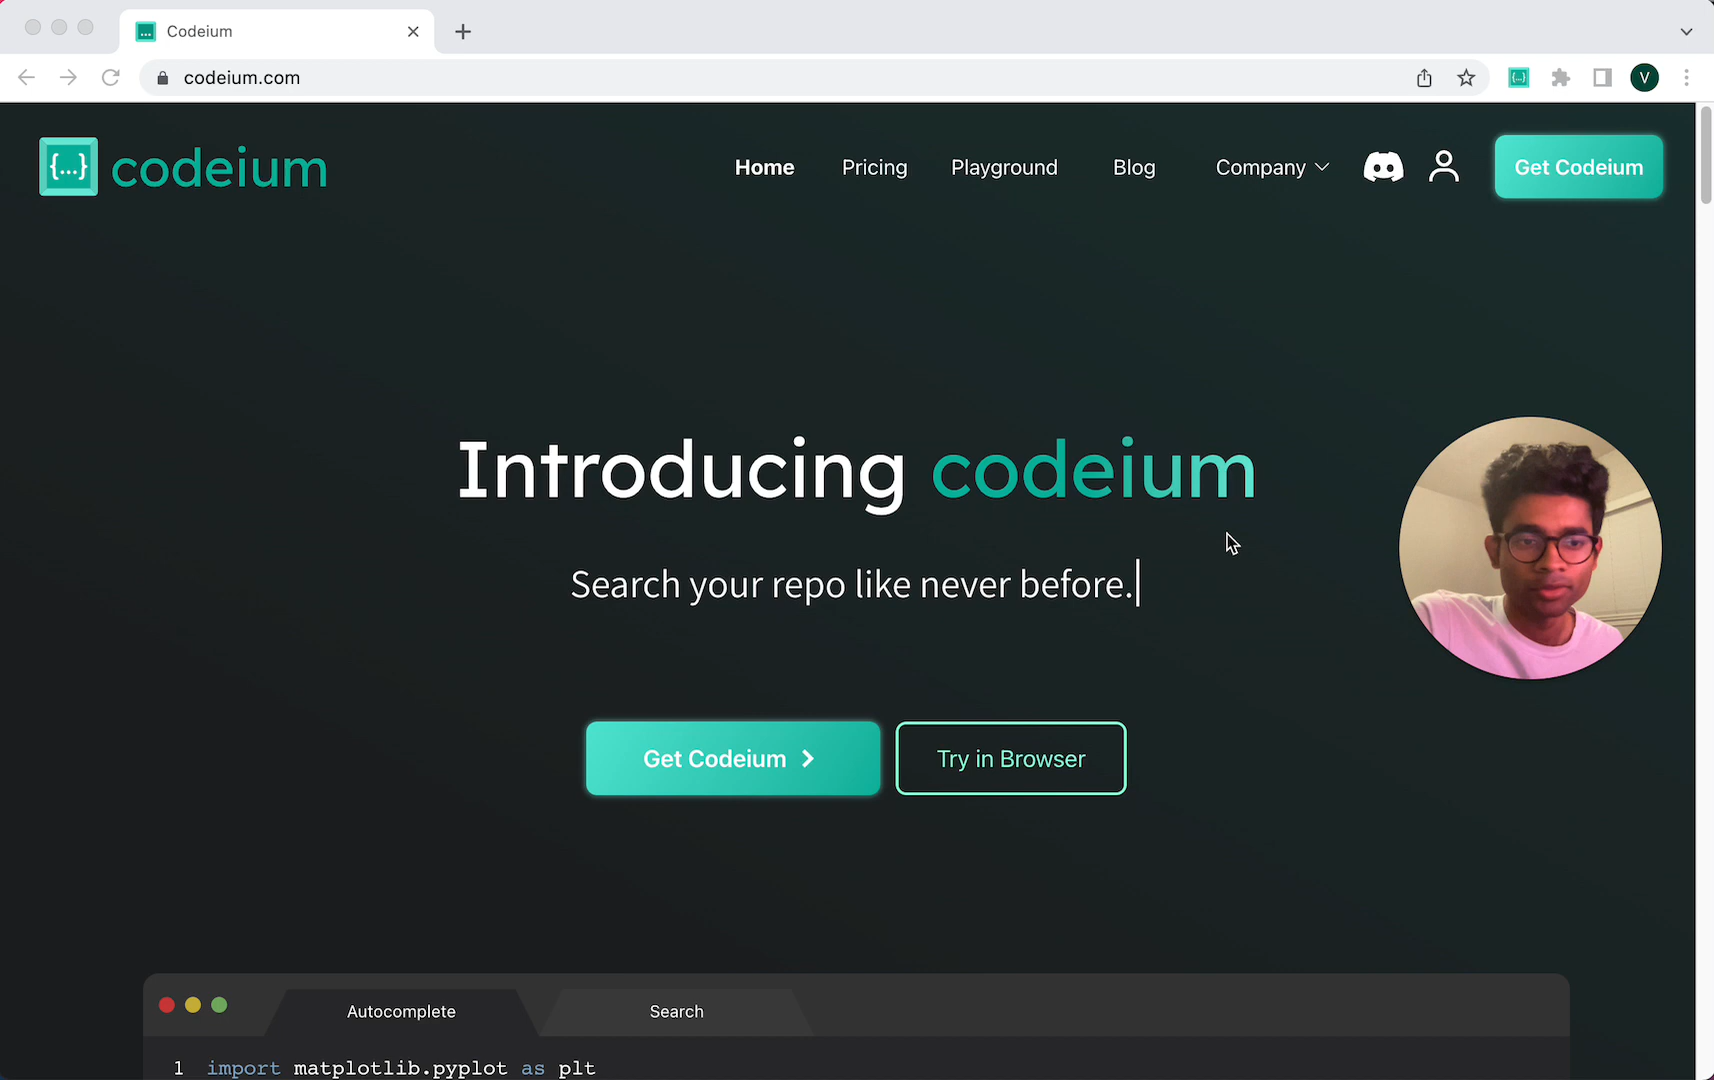 Codeium
codeium.com
V
{...} codeium
Home Pricing Playground Blog Company Get Codeium
Introducing codeium
Search your repo like never before.
Get Codeium Try in Browser
Autocomplete Search
1 import matplotlib.pyplot as plt